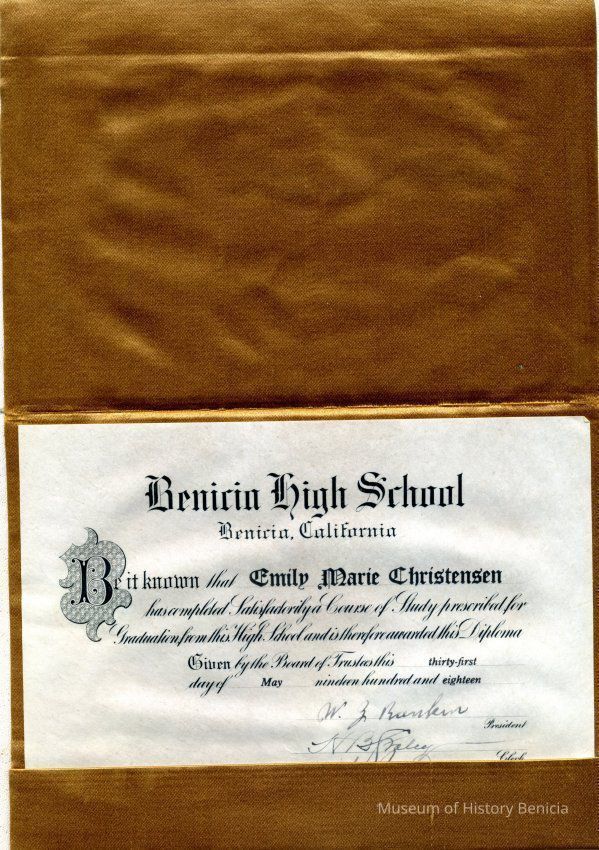 Benicia High School
Benicia, California
Be it known that Emily Marie Christensen
has completed Satisfactorily a Course of Study prescribed for
Graduation from this High School and is therefore awarded this Diploma
Given by the Board of Trustees this thirty-first
day of May nineteen hundred and eighteen
W.
President
Clerk
Museum of History Benicia